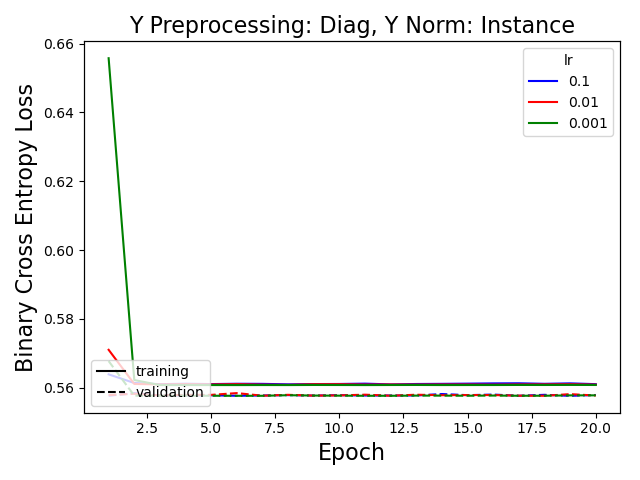 Y Preprocessing: Diag, Y Norm: Instance
Binary Cross Entropy Loss
0.66
0.64
0.62
0.60
0.58
0.56
lr
0.1
0.01
0.001
training
validation
2.5 5.0 7.5 10.0 12.5 15.0 17.5 20.0
Epoch